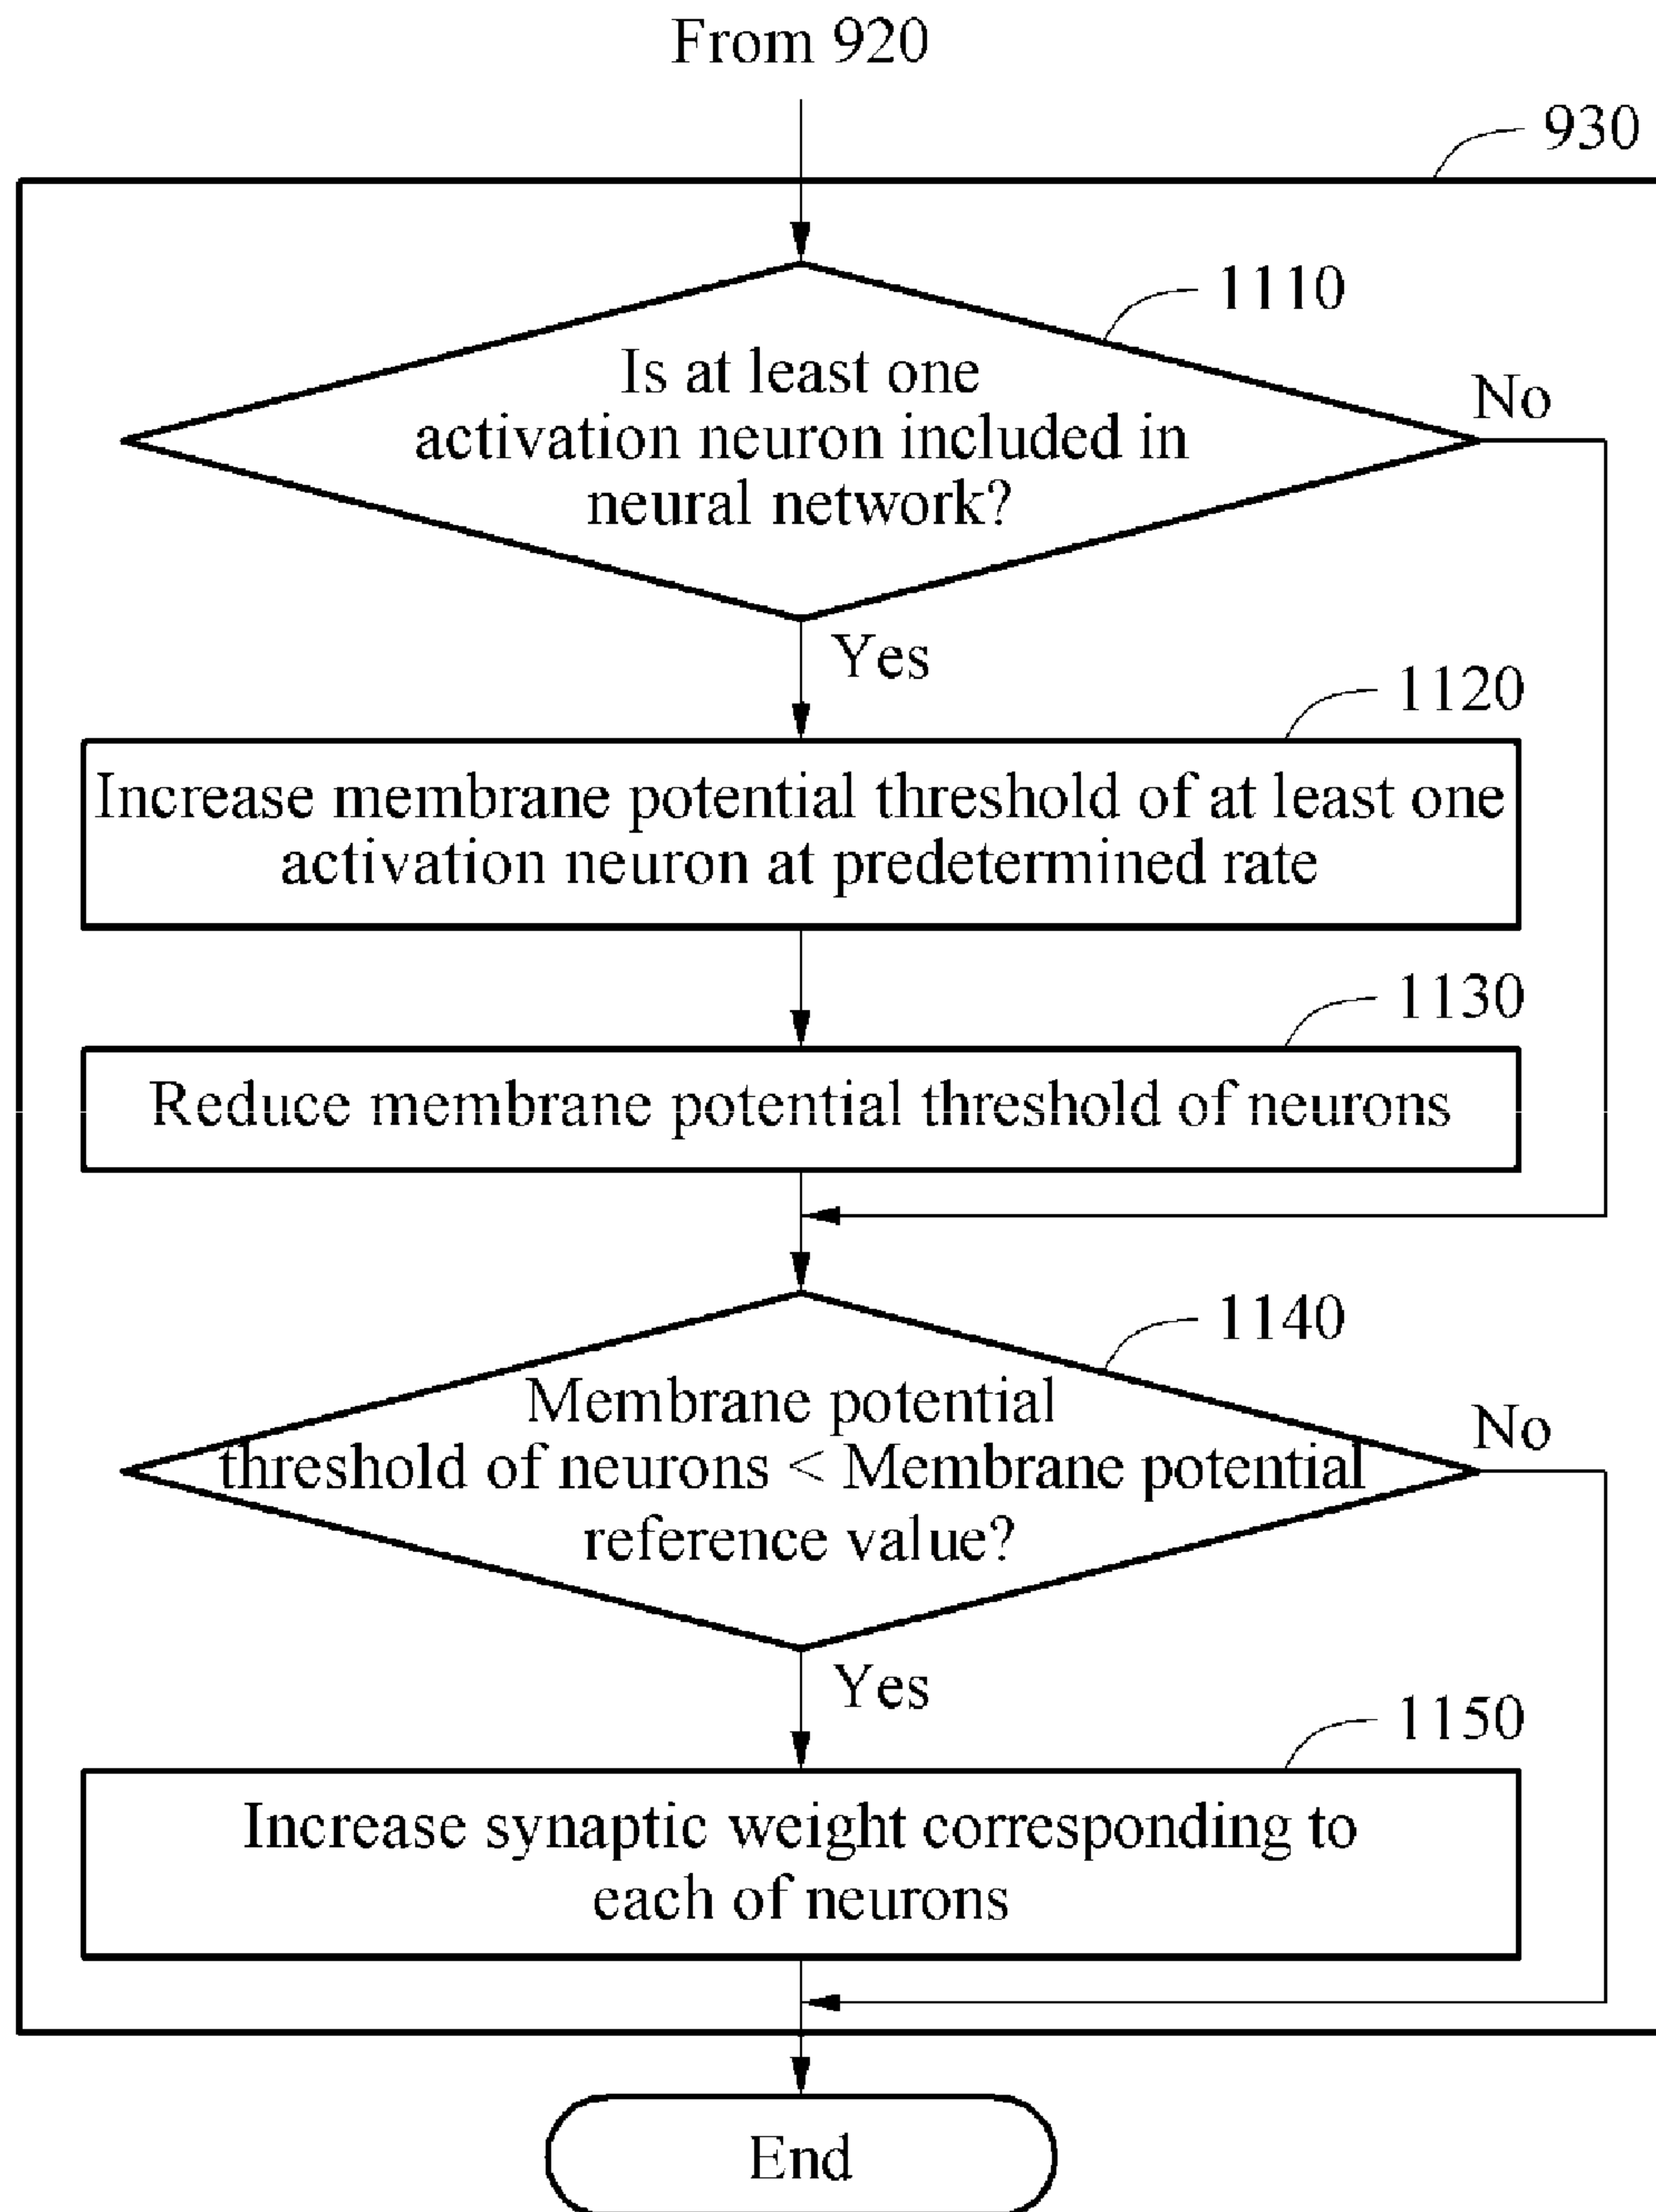 From 920
930
1110
Is at least one
activation neuron included in
neural network?
No
Yes
1120
Increase membrane potential threshold of at least one
activation neuron at predetermined rate
1130
Reduce membrane potential threshold of neurons
1140
Membrane potential
threshold of neurons < Membrane potential
reference value?
No
Yes
1150
Increase synaptic weight corresponding to
each of neurons
End